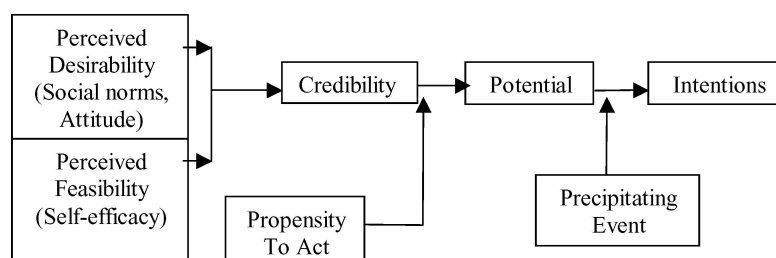 Perceived
Desirability
(Social norms,
Attitude)
Perceived
Feasibility
(Self-efficacy)
Credibility
Potential
Intentions
Propensity
To Act
Precipitating
Event